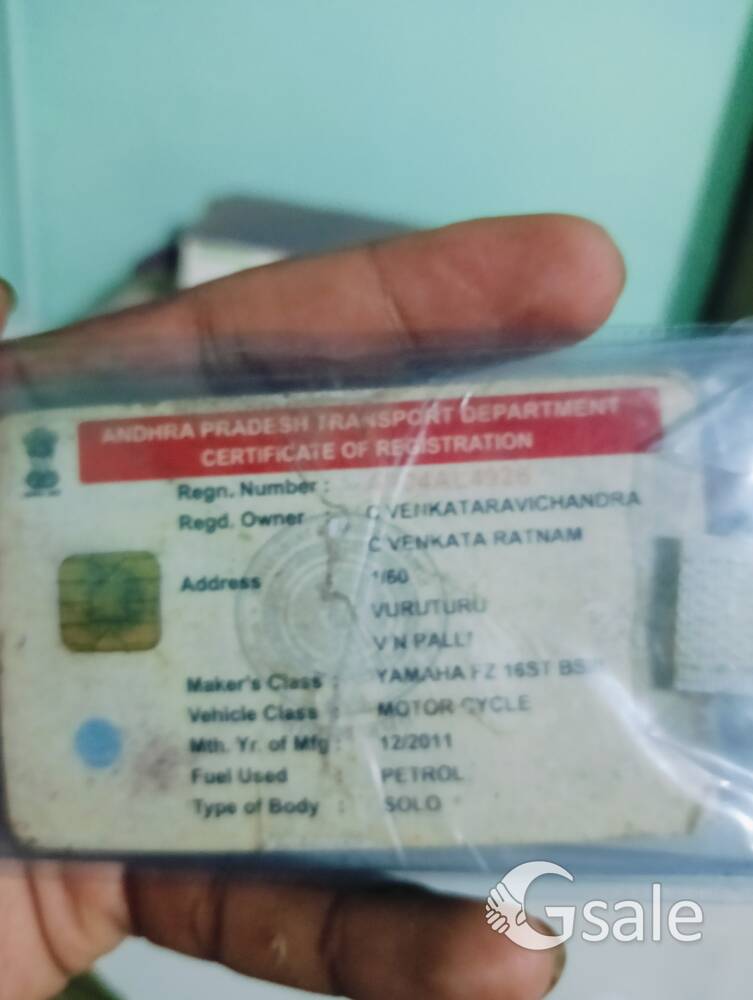 ANDHRA PRADESH TRANSPORT DEPARTMENT
CERTIFICATE OF REGISTRATION
Regn. Number :
Regd. Owner C VENKATARAVICHANDRA
C VENKATA RATNAM
Address 1/60
VURUTURU
V N PALLI
Maker's Class : YAMAHA FZ 16ST
Vehicle Class : MOTOR CYCLE
Mth. Yr. of Mfg : 12/2011
Fuel Used : PETROL
Type of Body : SOLO
Gsale